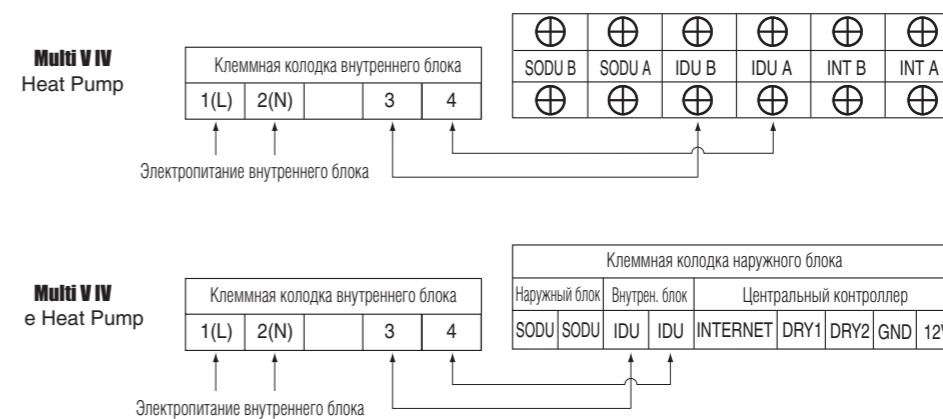 Multi V IV
Heat Pump
Клеммная колодка внутреннего блока
1(L) 2(N) 3 4
Электропитание внутреннего блока
SODU B SODU A IDU B IDU A INT B INT A
Multi V IV
e Heat Pump
Клеммная колодка внутреннего блока
1(L) 2(N) 3 4
Электропитание внутреннего блока
Клеммная колодка наружного блока
Наружный блок Внутрен. блок Центральный контроллер
SODU SODU IDU IDU INTERNET DRY1 DRY2 GND 12V